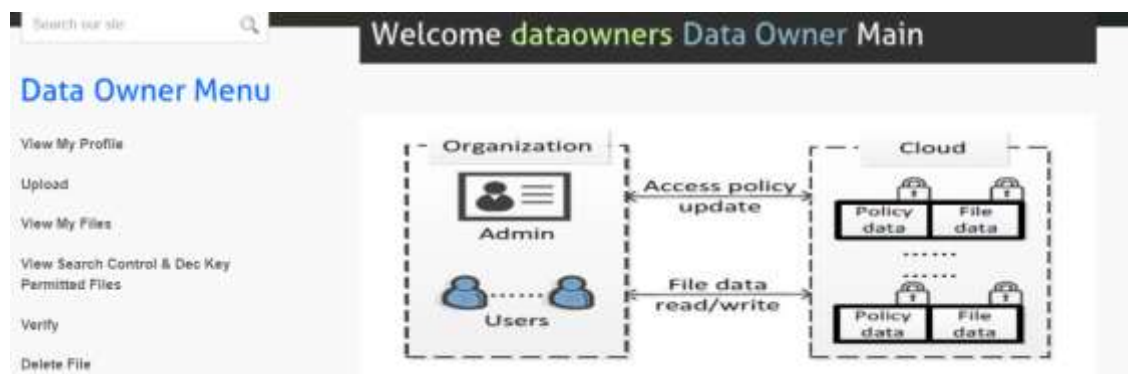 Search our site
Welcome dataowners Data Owner Main
Data Owner Menu
View My Profile
Upload
View My Files
View Search Control & Dec Key
Permitted Files
Verify
Delete File
Organization
Admin
Users
Access policy
update
File data
read/write
Cloud
Policy
data
File
data
......
......
Policy
data
File
data